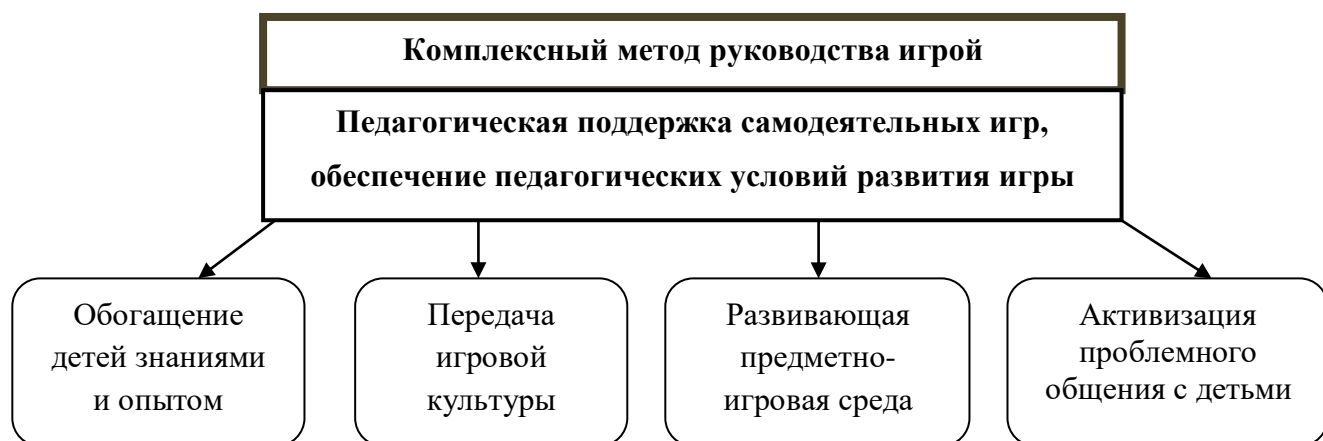 Комплексный метод руководства игрой
Педагогическая поддержка самодеятельных игр,
обеспечение педагогических условий развития игры
Обогащение
детей знаниями
и опытом
Передача
игровой
культуры
Развивающая
предметно-
игровая среда
Активизация
проблемного
общения с детьми